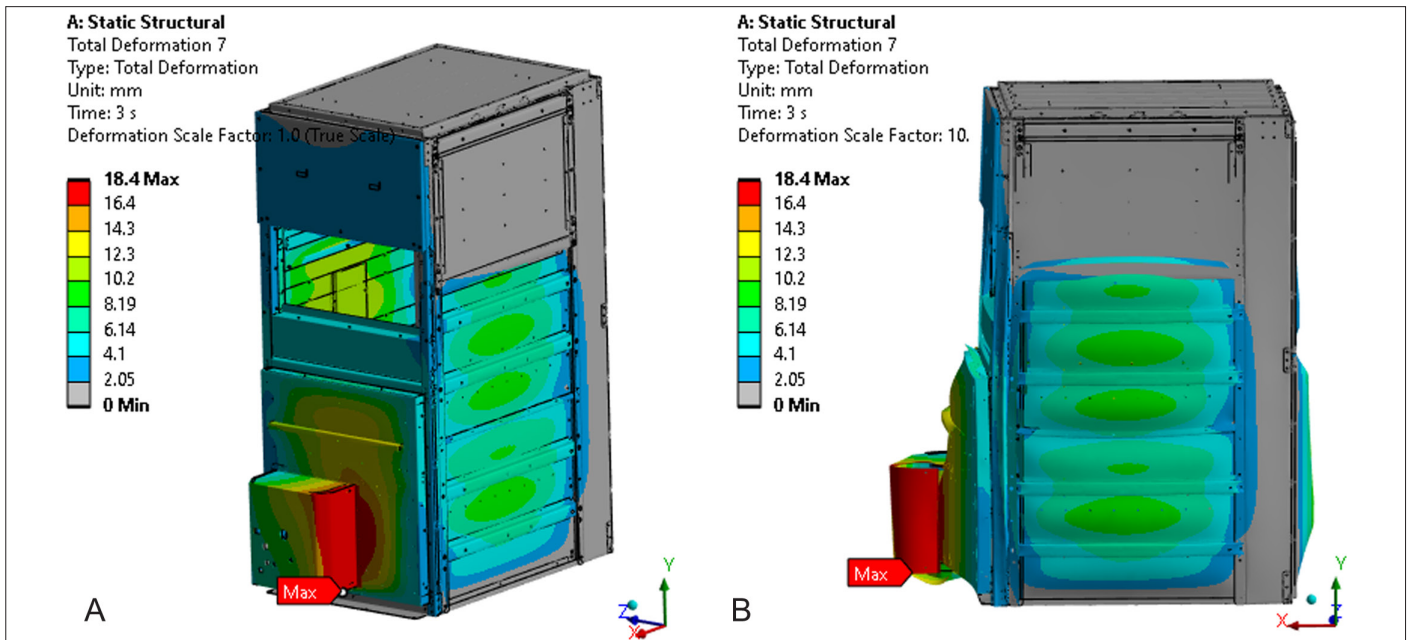 A: Static Structural
Total Deformation 7
Type: Total Deformation
Unit: mm
Time: 3 s
Deformation Scale Factor: 1.0 (True Scale)
18.4 Max
16.4
14.3
12.3
10.2
8.19
6.14
4.1
2.05
0 Min
Max
A
Y
Z
X
A: Static Structural
Total Deformation 7
Type: Total Deformation
Unit: mm
Time: 3 s
Deformation Scale Factor: 10.
18.4 Max
16.4
14.3
12.3
10.2
8.19
6.14
4.1
2.05
0 Min
Max
B
Y
X
Z